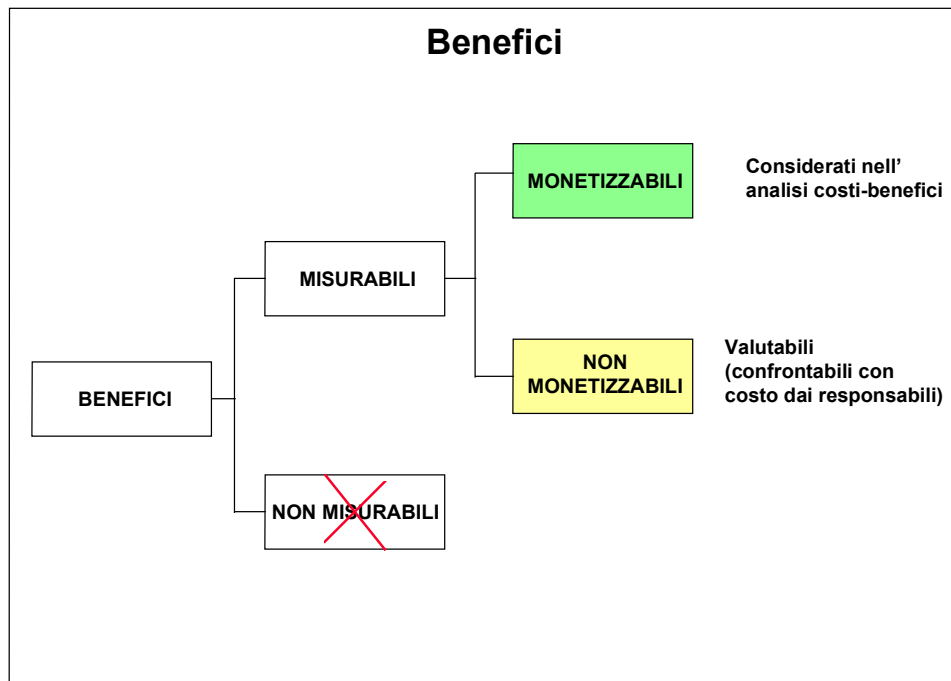 Benefici
MONETIZZABILI
Considerati nell'
analisi costi-benefici
MISURABILI
NON
MONETIZZABILI
Valutabili
(confrontabili con
costo dai responsabili)
BENEFICI
NON MISURABILI